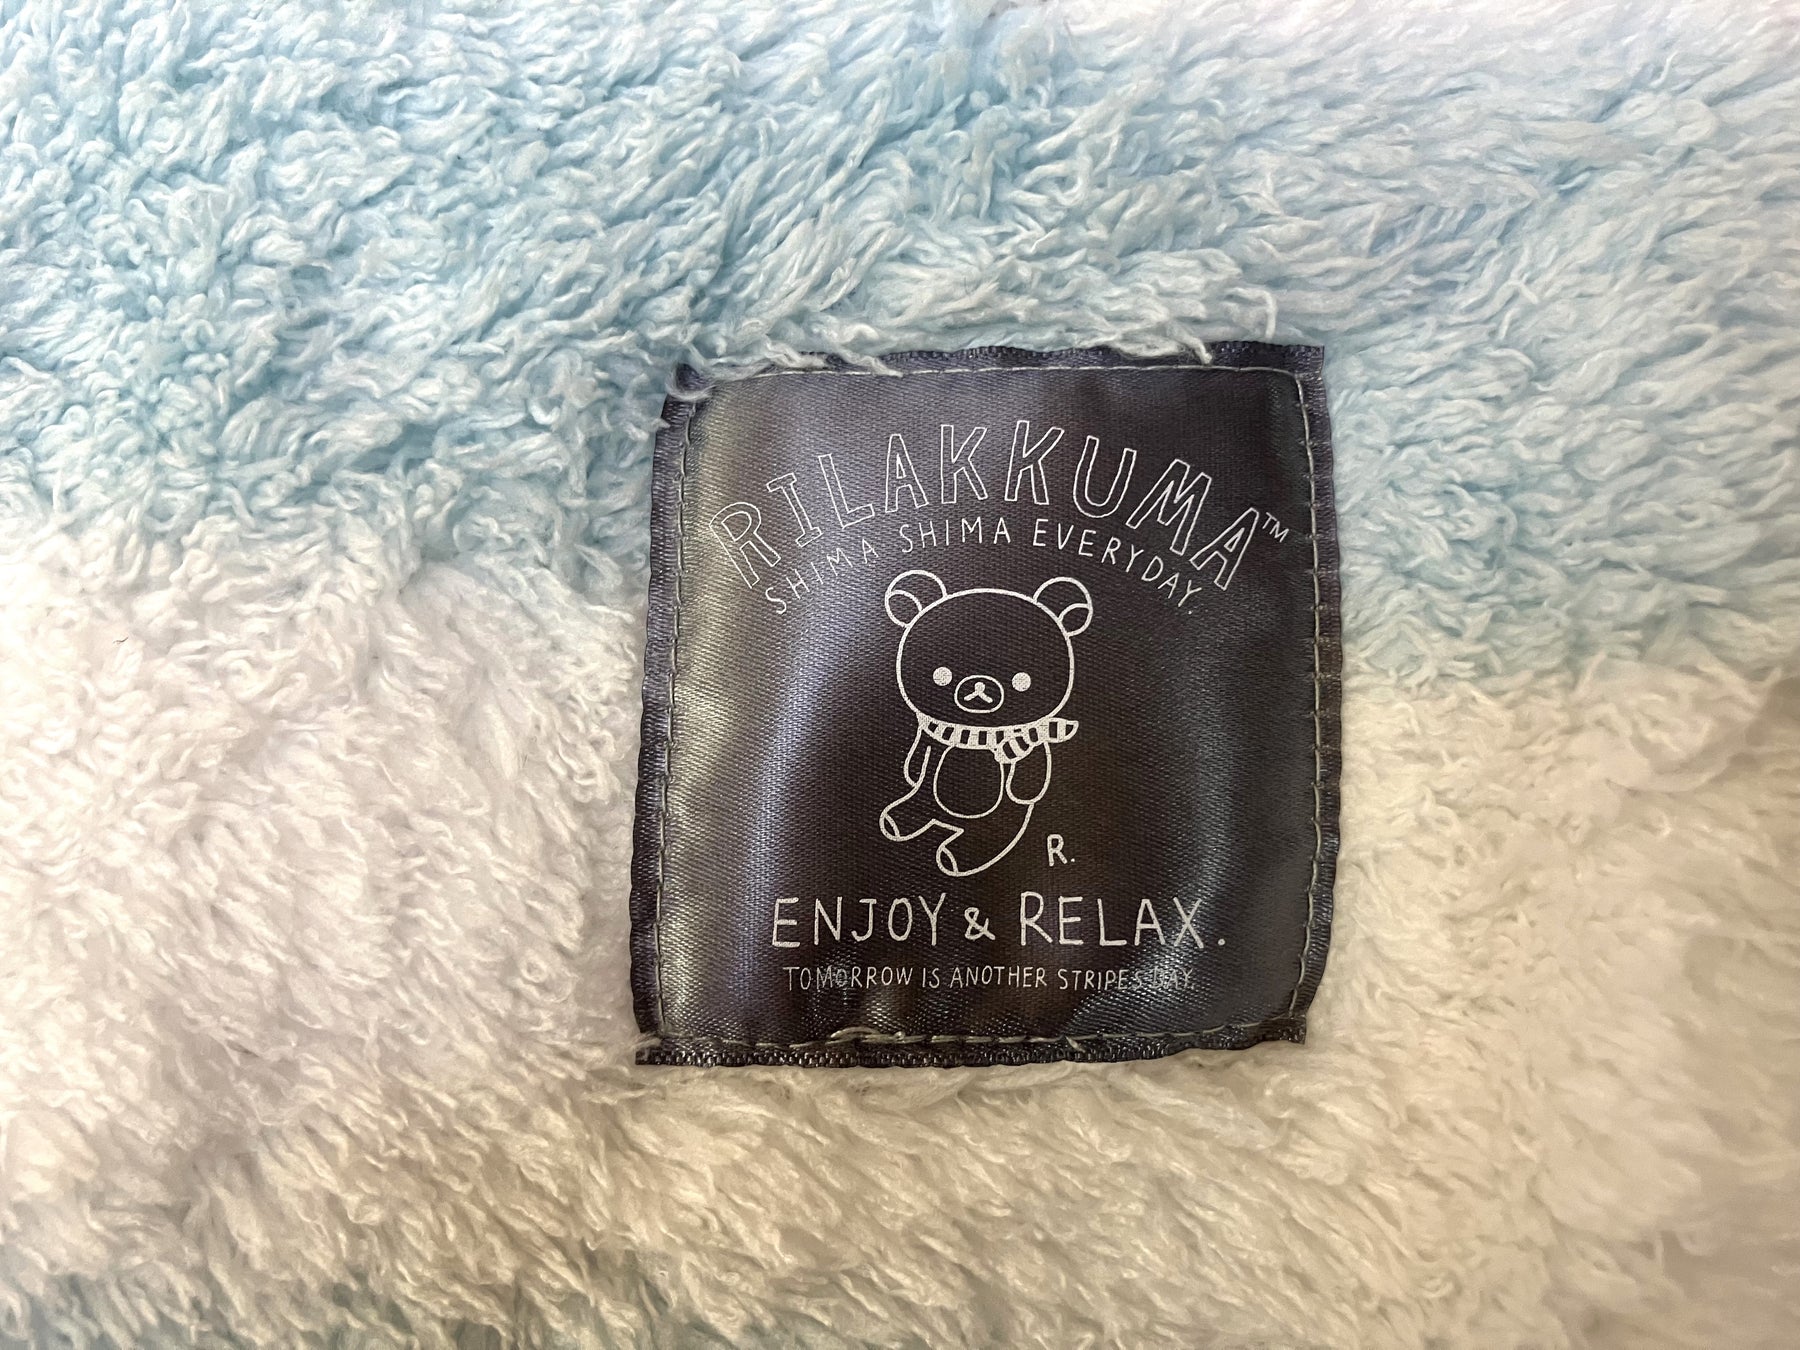 RILAKKUMA™
SHIMA SHIMA EVERYDAY.
R.
ENJOY & RELAX.
TOMORROW IS ANOTHER STRIPES DAY.